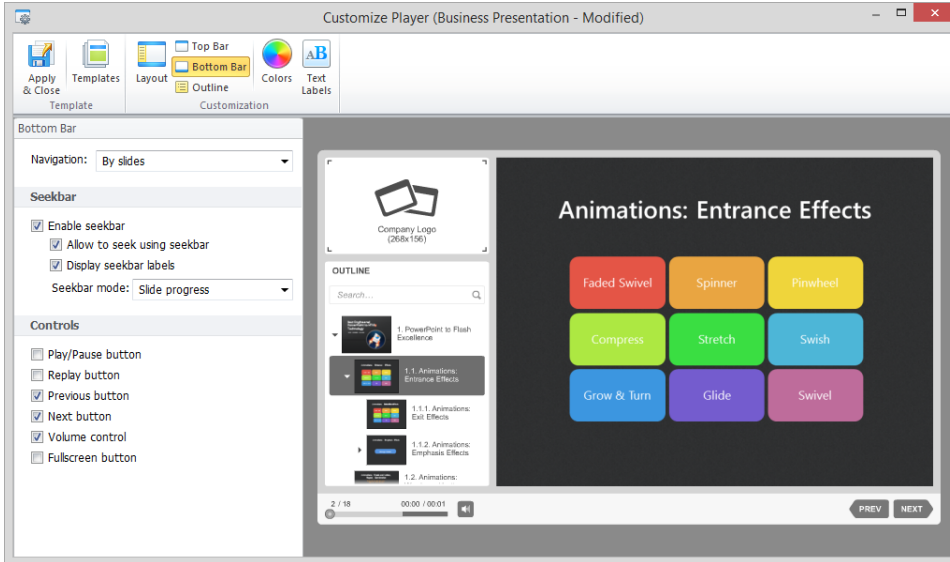 Customize Player (Business Presentation - Modified)
Apply
& Close
Templates
Template
Layout
Top Bar
Bottom Bar
Outline
Colors
AB
Text
Labels
Customization
Bottom Bar
Navigation: By slides
Seekbar
Enable seekbar
Allow to seek using seekbar
Display seekbar labels
Seekbar mode: Slide progress
Controls
Play/Pause button
Replay button
Previous button
Next button
Volume control
Fullscreen button
Company Logo
(268x156)
OUTLINE
Search...
1. PowerPoint to Flash
Excellence
1.1. Animations:
Entrance Effects
1.1.1. Animations:
Exit Effects
1.1.2. Animations:
Emphasis Effects
1.2. Animations:
Animations: Entrance Effects
Faded Swivel Spinner Pinwheel
Compress Stretch Swish
Grow & Turn Glide Swivel
2 / 18 00:00 / 00:01
PREV NEXT